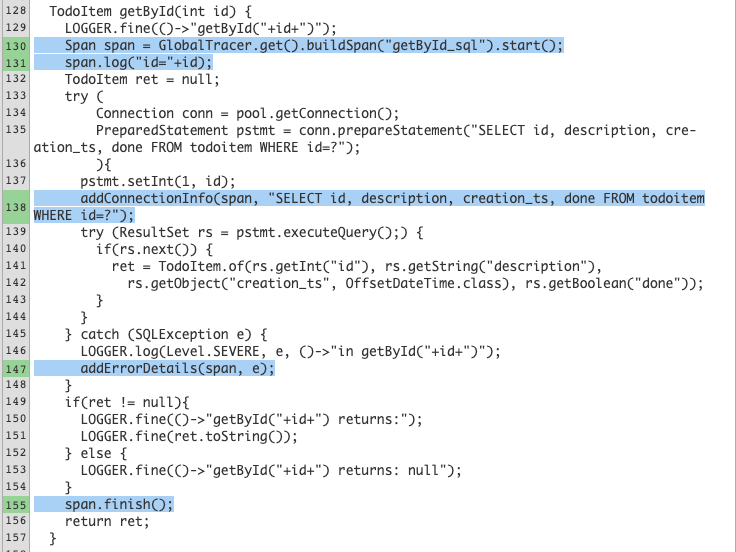 128 TodoItem getById(int id) {
129 LOGGER.fine(()->"getById("+id+")");
130 Span span = GlobalTracer.get().buildSpan("getById_sql").start();
131 span.log("id="+id);
132 TodoItem ret = null;
133 try (
134 Connection conn = pool.getConnection();
135 PreparedStatement pstmt = conn.prepareStatement("SELECT id, description, cre-
ation_ts, done FROM todoitem WHERE id=?");
136 ){
137 pstmt.setInt(1, id);
138 addConnectionInfo(span, "SELECT id, description, creation_ts, done FROM todoitem
WHERE id=?");
139 try (ResultSet rs = pstmt.executeQuery();) {
140 if(rs.next()) {
141 ret = TodoItem.of(rs.getInt("id"), rs.getString("description"),
142 rs.getObject("creation_ts", OffsetDateTime.class), rs.getBoolean("done"));
143 }
144 }
145 } catch (SQLException e) {
146 LOGGER.log(Level.SEVERE, e, ()->"in getById("+id+")");
147 addErrorDetails(span, e);
148 }
149 if(ret != null){
150 LOGGER.fine(()->"getById("+id+") returns:");
151 LOGGER.fine(ret.toString());
152 } else {
153 LOGGER.fine(()->"getById("+id+") returns: null");
154 }
155 span.finish();
156 return ret;
157 }